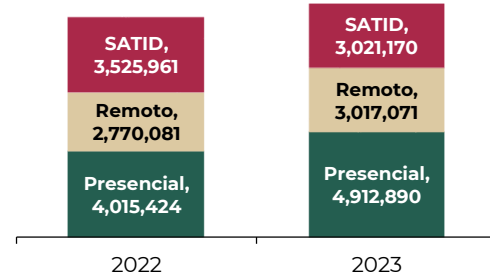 SATID,
3,525,961
Remoto,
2,770,081
Presencial,
4,015,424
SATID,
3,021,170
Remoto,
3,017,071
Presencial,
4,912,890
2022
2023